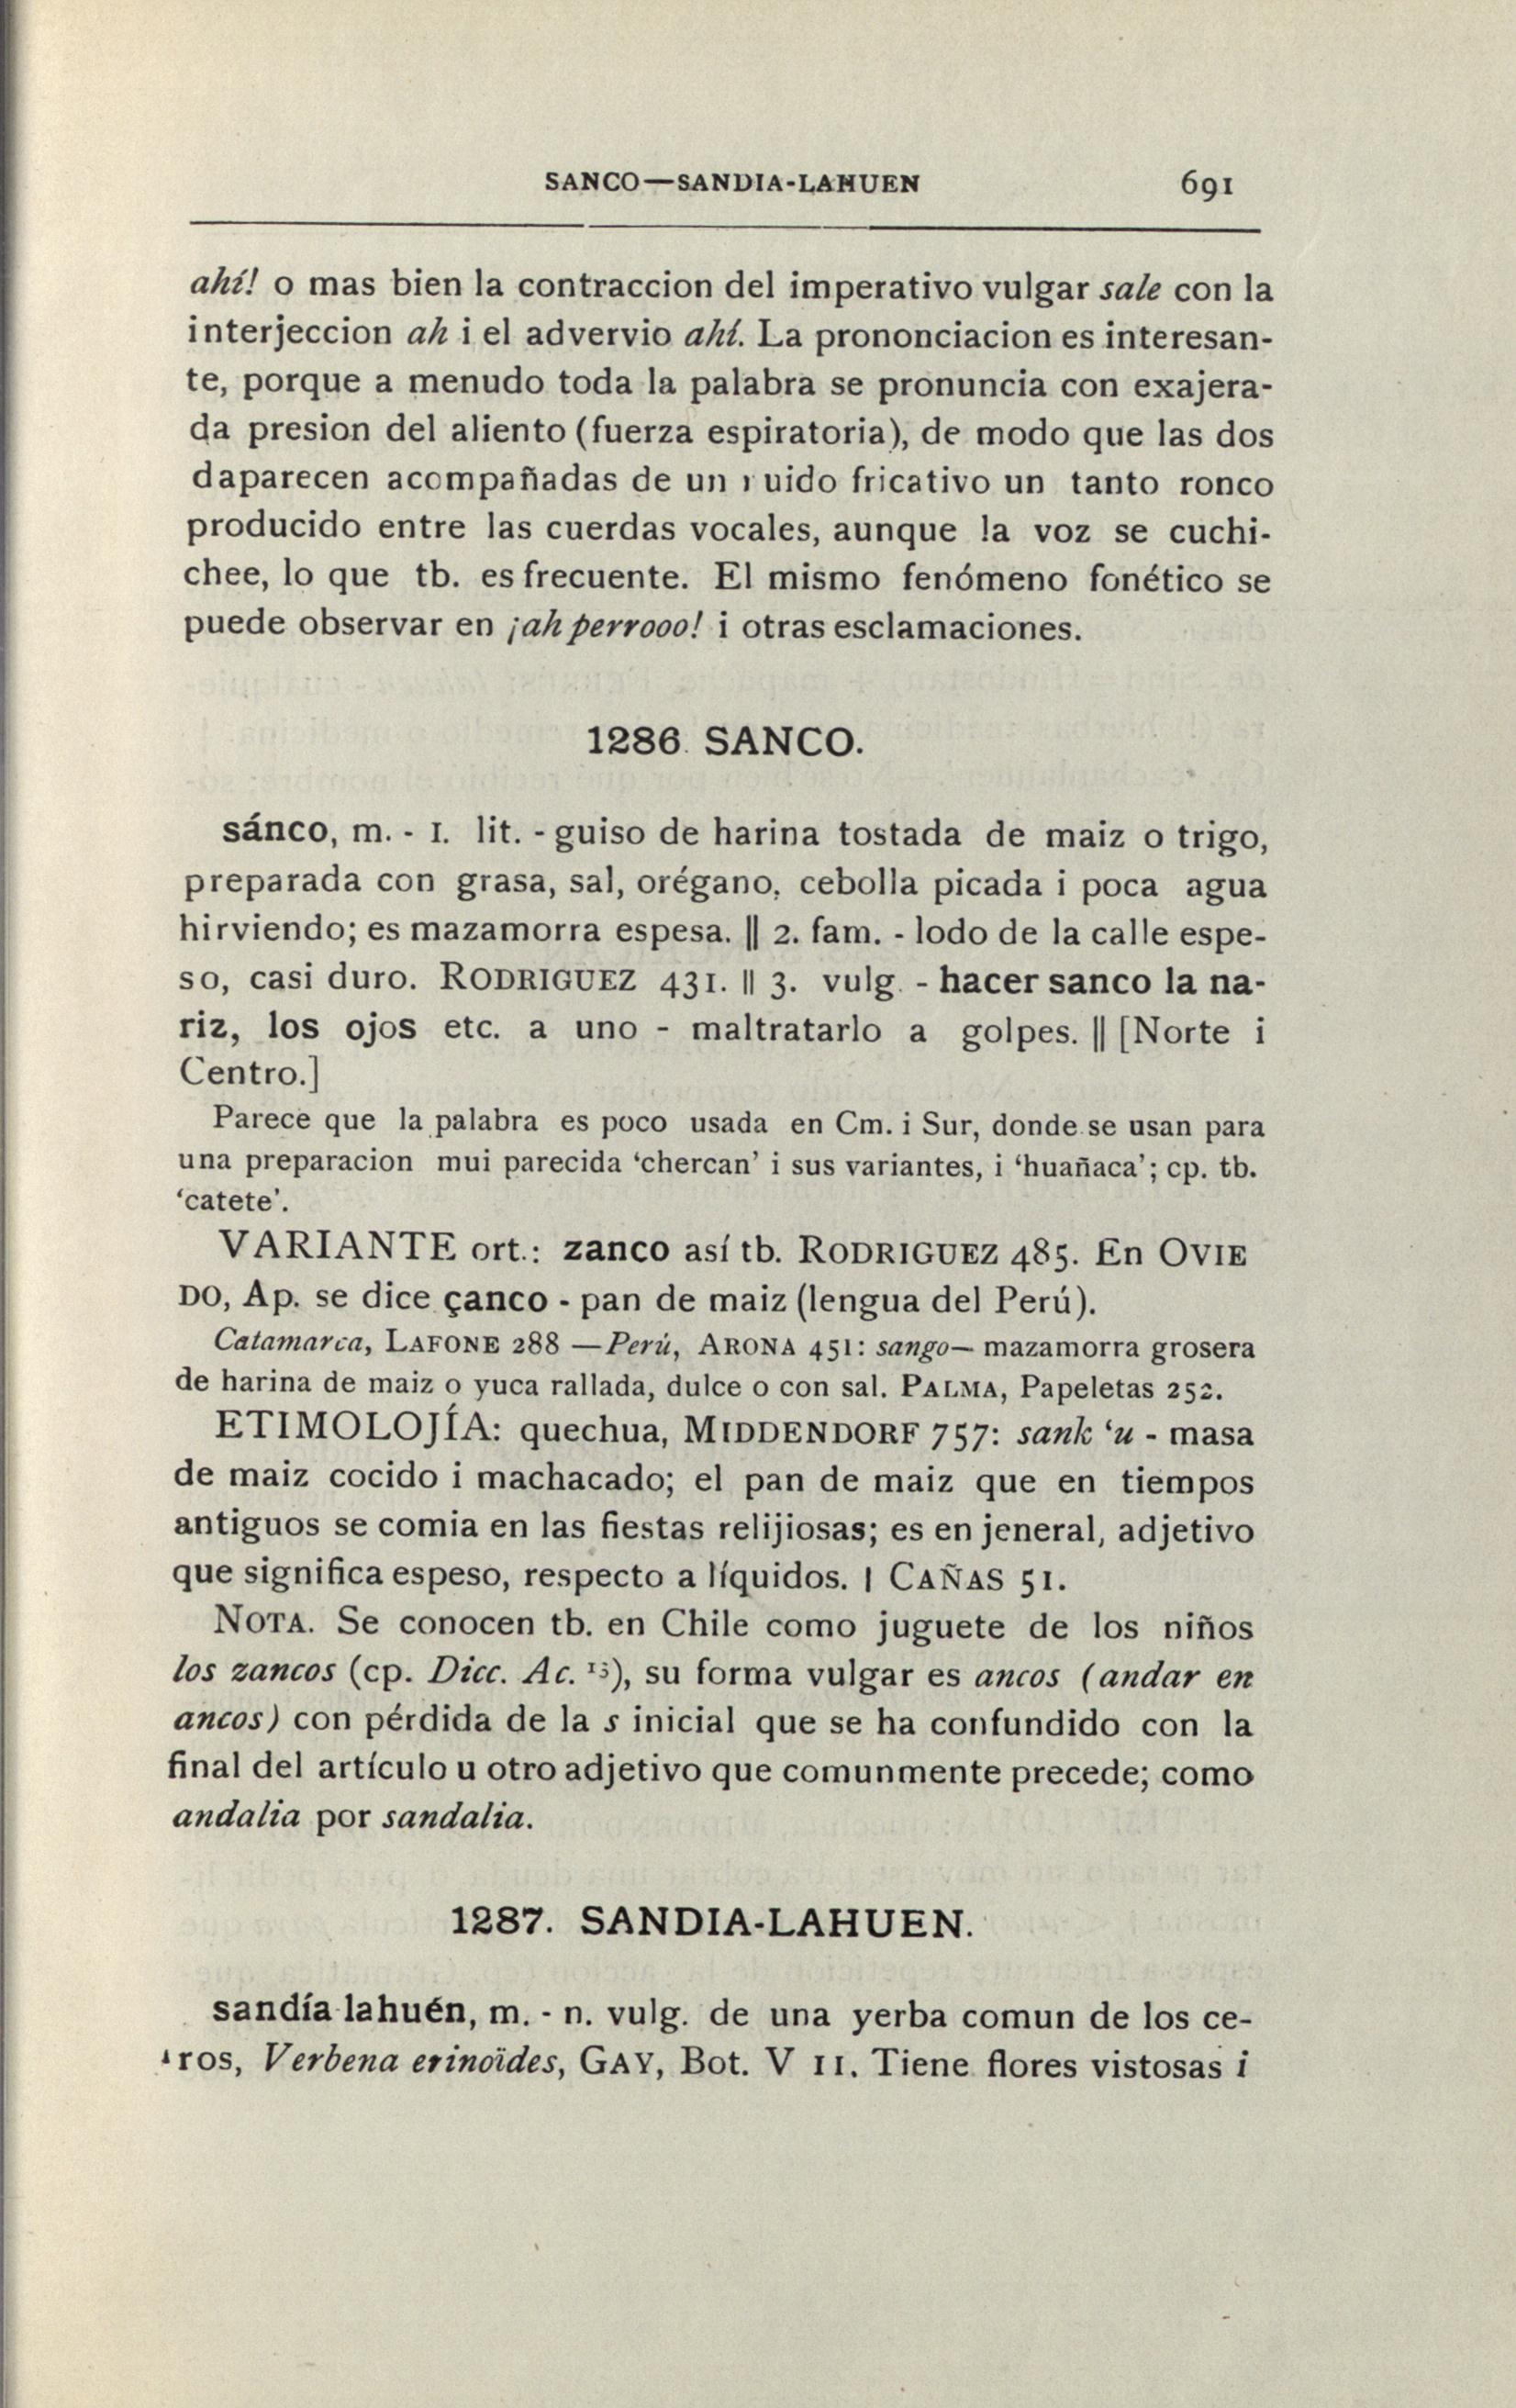 SANCO—SANDIA-LAHUEN 691
ahí! o mas bien la contraccion del imperativo vulgar sale con la
interjeccion ah i el advervio ahí. La prononciacion es interesan-
te, porque a menudo toda la palabra se pronuncia con exajera-
da presion del aliento (fuerza espiratoria), de modo que las dos
daparecen acompañadas de un ruido fricativo un tanto ronco
producido entre las cuerdas vocales, aunque la voz se cuchi-
chee, lo que tb. es frecuente. El mismo fenómeno fonético se
puede observar en ¡ah perrooo! i otras esclamaciones.
1286. SANCO.
sánco, m. - 1. lit. - guiso de harina tostada de maiz o trigo,
preparada con grasa, sal, orégano, cebolla picada i poca agua
hirviendo; es mazamorra espesa. || 2. fam. - lodo de la calle espe-
so, casi duro. RODRIGUEZ 431. || 3. vulg. - hacer sanco la na-
riz, los ojos etc. a uno - maltratarlo a golpes. || [Norte i
Centro.]
Parece que la palabra es poco usada en Cm. i Sur, donde se usan para
una preparacion mui parecida ‘chercan’ i sus variantes, i ‘huañaca’; cp. tb.
‘catete’.
VARIANTE ort.: zanco así tb. RODRIGUEZ 485. En OVIE
DO, Ap. se dice çanco - pan de maiz (lengua del Perú).
Catamarca, LAFONE 288 —Perú, ARONA 451: sango— mazamorra grosera
de harina de maiz o yuca rallada, dulce o con sal. PALMA, Papeletas 252.
ETIMOLOJÍA: quechua, MIDDENDORF 757: sank ‘u - masa
de maiz cocido i machacado; el pan de maiz que en tiempos
antiguos se comia en las fiestas relijiosas; es en jeneral, adjetivo
que significa espeso, respecto a líquidos. | CAÑAS 51.
NOTA. Se conocen tb. en Chile como juguete de los niños
los zancos (cp. Dicc. Ac. ¹³), su forma vulgar es ancos (andar en
ancos) con pérdida de la s inicial que se ha confundido con la
final del artículo u otro adjetivo que comunmente precede; como
andalia por sandalia.
1287. SANDIA-LAHUEN.
sandía-lahuén, m. - n. vulg. de una yerba comun de los ce-
rros, Verbena erinoïdes, GAY, Bot. V 11. Tiene flores vistosas i